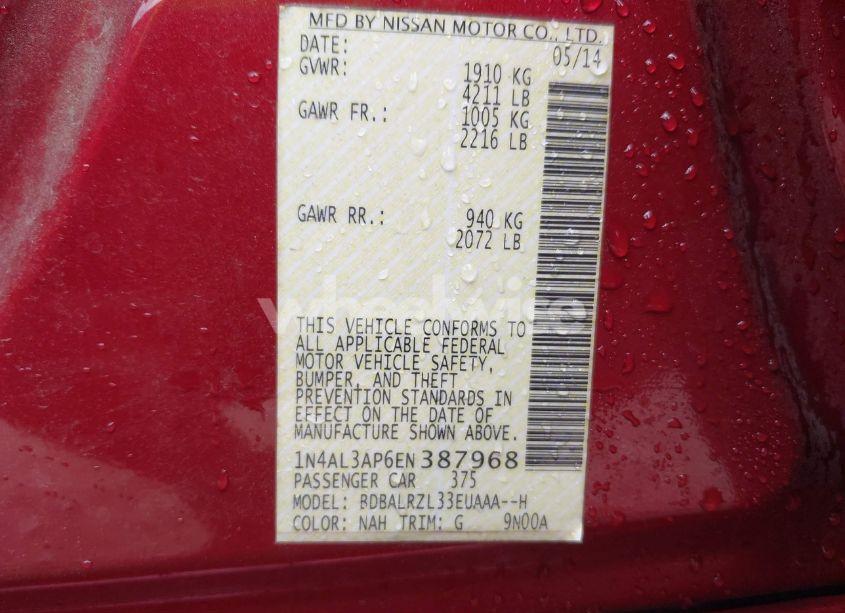 MFD BY NISSAN MOTOR CO., LTD.
DATE: 05/14
GVWR: 1910 KG
4211 LB
GAWR FR.: 1005 KG
2216 LB
GAWR RR.: 940 KG
2072 LB
wheelwise
THIS VEHICLE CONFORMS TO
ALL APPLICABLE FEDERAL
MOTOR VEHICLE SAFETY,
BUMPER, AND THEFT
PREVENTION STANDARDS IN
EFFECT ON THE DATE OF
MANUFACTURE SHOWN ABOVE.
1N4AL3AP6EN387968
PASSENGER CAR 375
MODEL: BDBALRZL33EUAAA--H
COLOR: NAH TRIM: G 9N00A